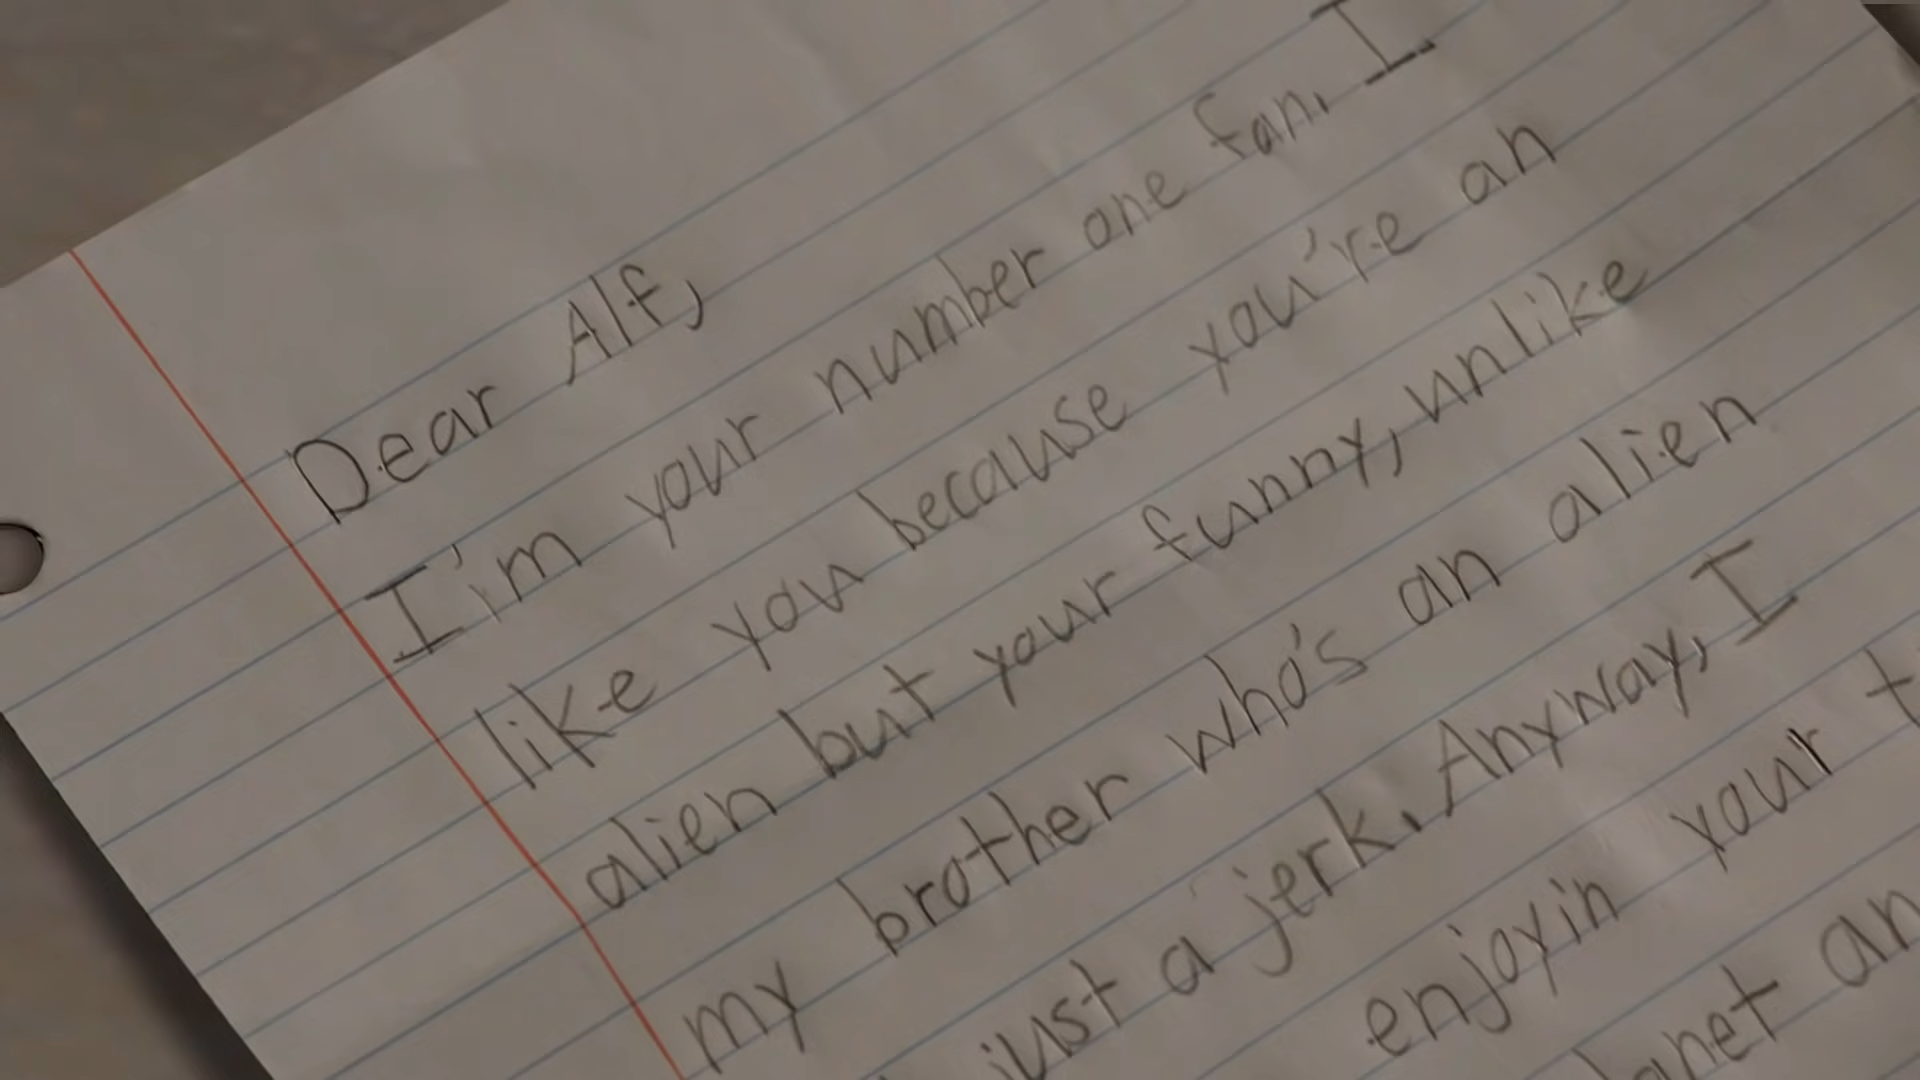 Dear Alf,
I'm your number one fan. I
like you because you're an
alien but your funny, unlike
my brother who's an alien
just a jerk. Anyway, I
enjoyin your
an